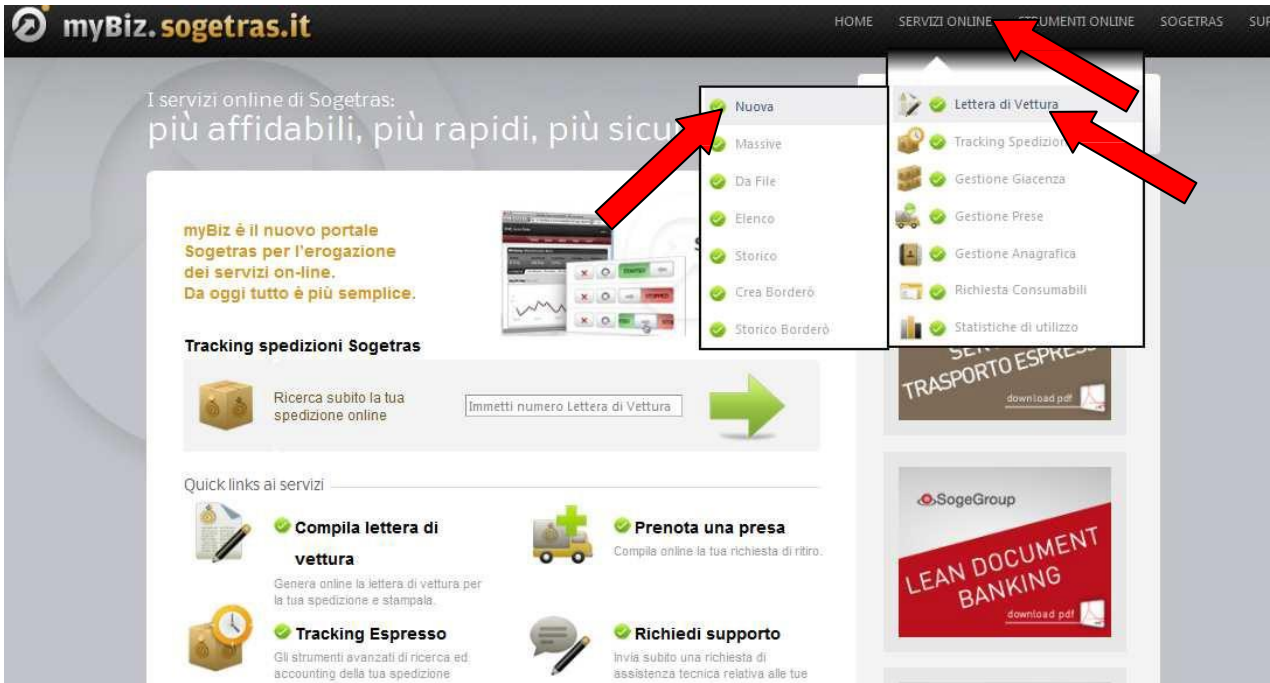 myBiz.sogetras.it
HOME
SERVIZI ONLINE
STRUMENTI ONLINE
SOGETRAS
I servizi online di Sogetras:
più affidabili, più rapidi, più
Nuova
Massive
Da File
Elenco
Storico
Crea Borderò
Storico Borderò
Lettera di Vettura
Tracking
Gestione Giacenza
Gestione Prese
Gestione Anagrafica
Richiesta Consumabili
Statistiche di utilizzo
myBiz è il nuovo portale
Sogetras per l'erogazione
dei servizi on-line.
Da oggi tutto è più semplice.
TRASPORTO ESPRESSO
download pdf
Tracking spedizioni Sogetras
Ricerca subito la tua
spedizione online
Immetti numero Lettera di Vettura
Quick links ai servizi
Compila lettera di
vettura
Genera online la lettera di vettura per
la tua spedizione e stampala.
Prenota una presa
Compila online la tua richiesta di ritiro.
Tracking Espresso
Gli strumenti avanzati di ricerca ed
accounting della tua spedizione
Richiedi supporto
Invia subito una richiesta di
assistenza tecnica relativa alle tue
SogeGroup
LEAN DOCUMENT
BANKING
download pdf